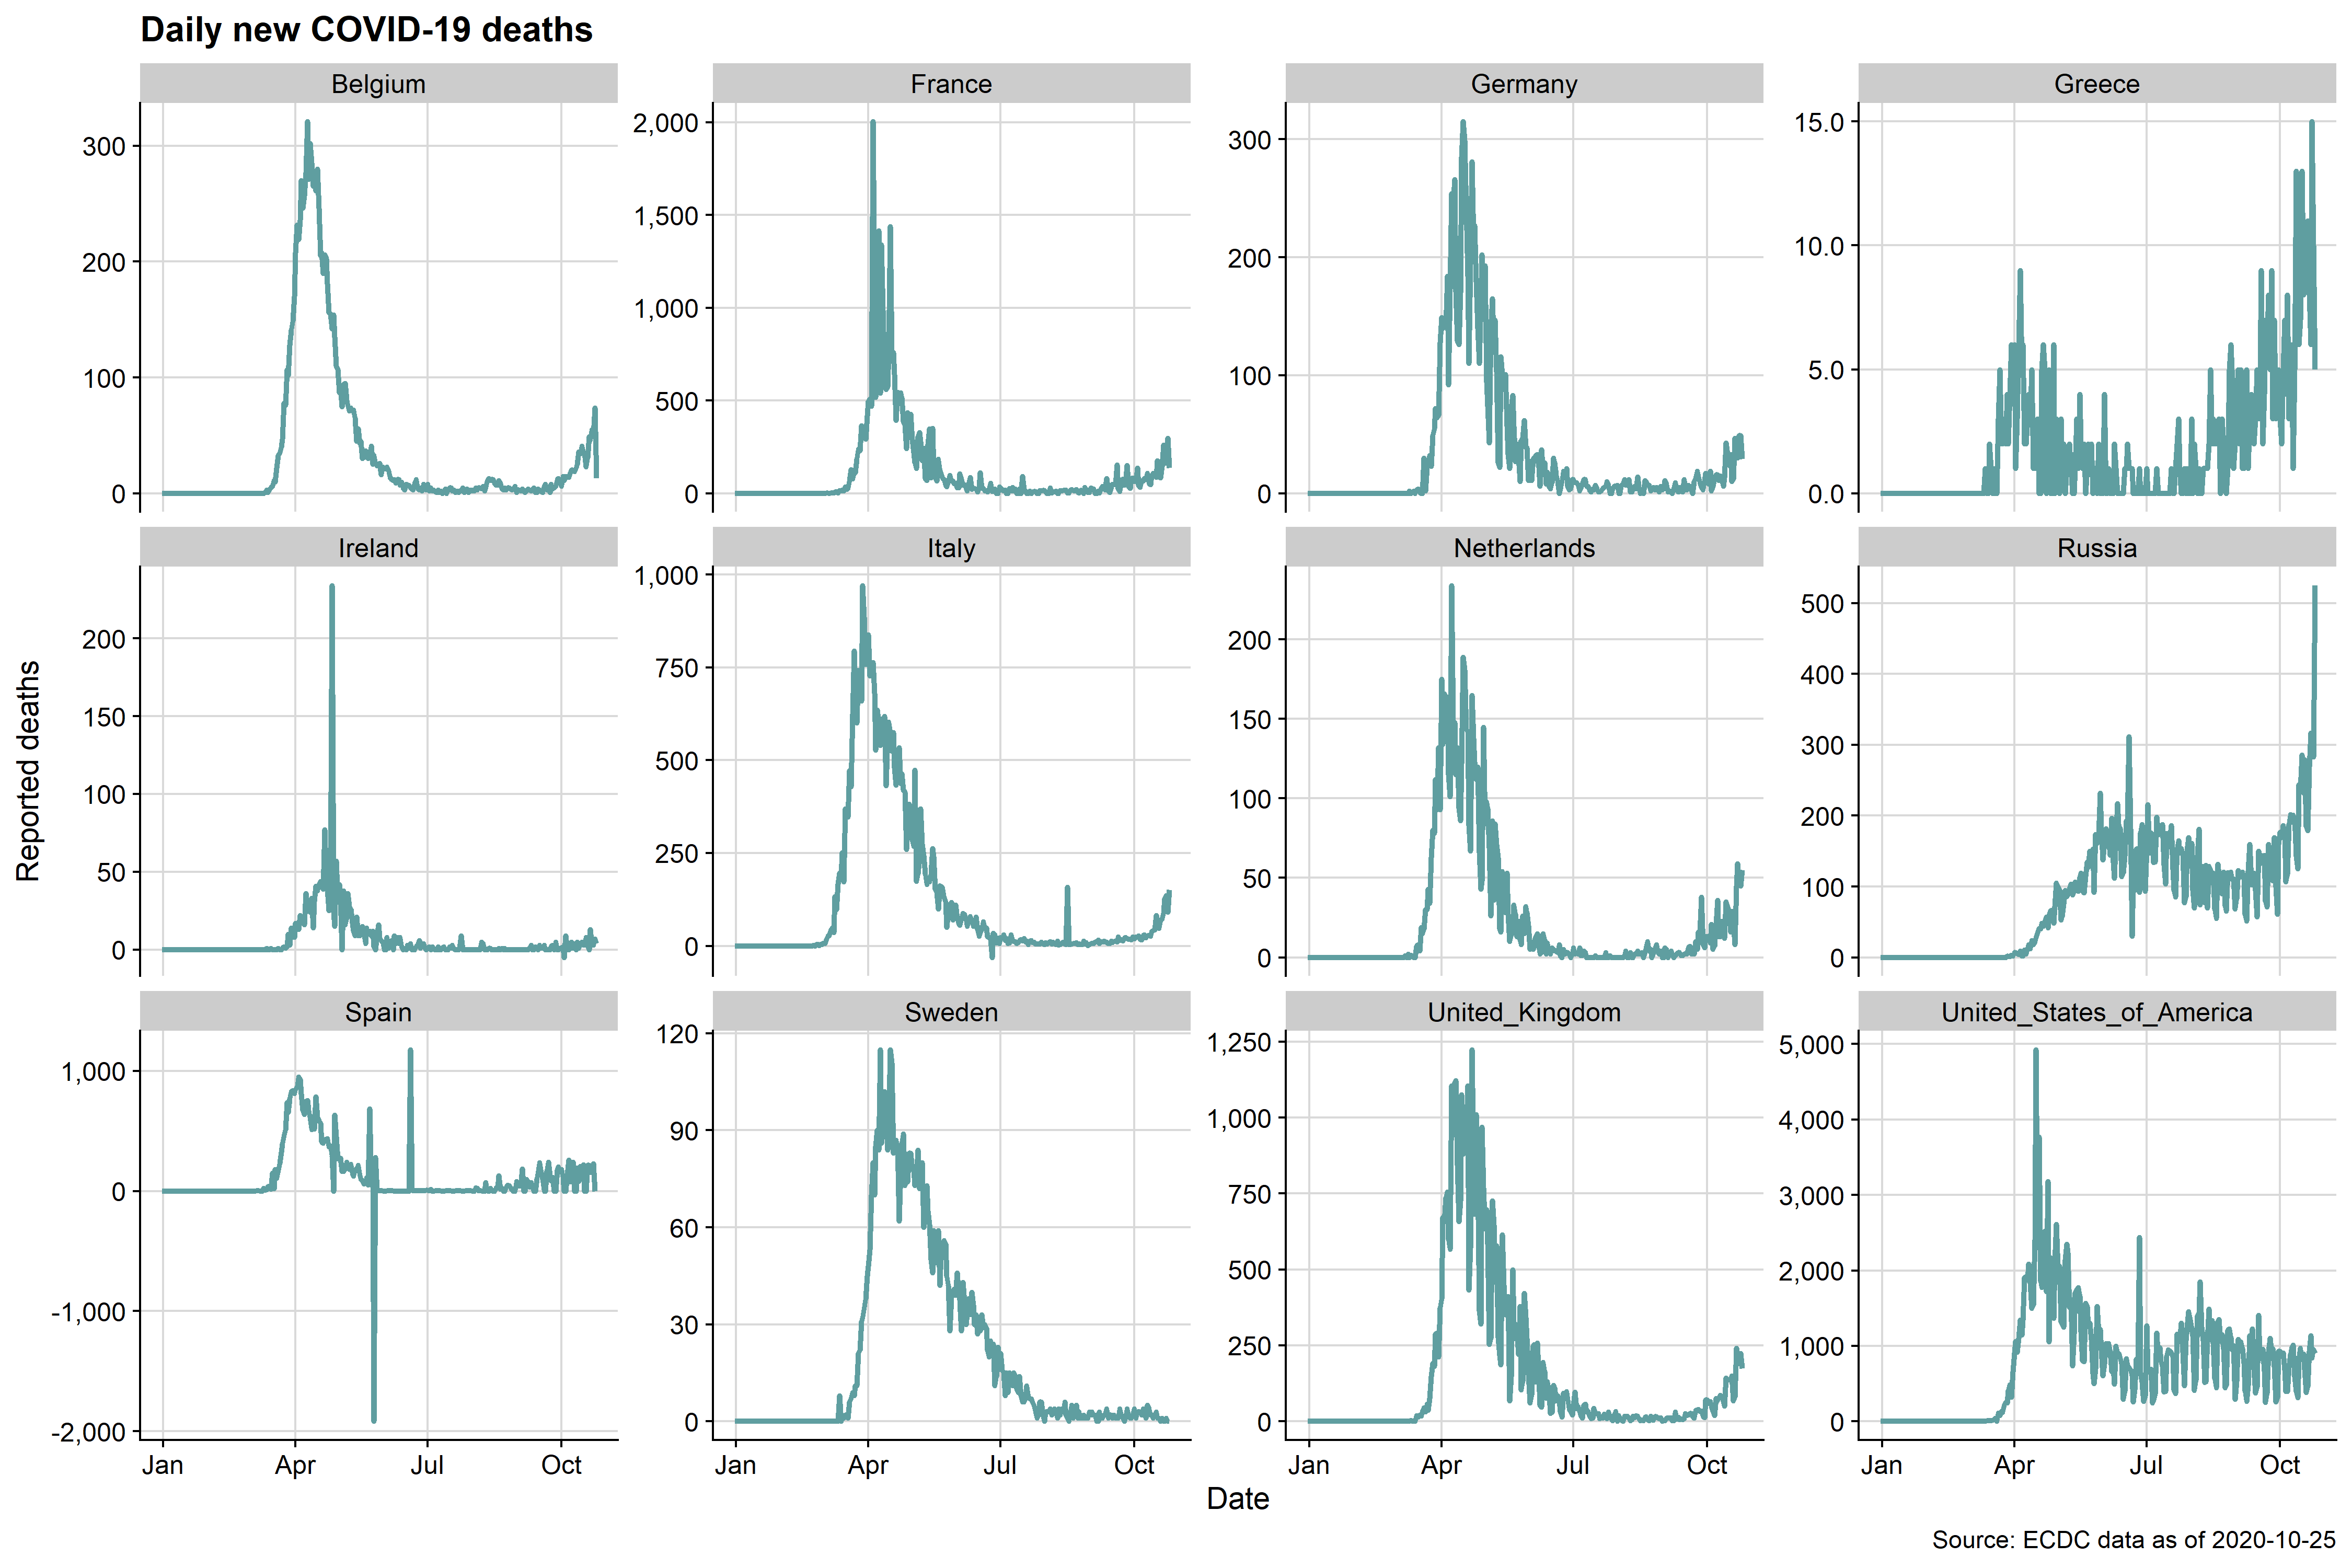 Daily new COVID-19 deaths
Belgium
France
Germany
Greece
300
200
100
0
2,000
1,500
1,000
500
0
300
200
100
0
15.0
10.0
5.0
0.0
Ireland
Italy
Netherlands
Russia
200
150
100
50
0
1,000
750
500
250
0
200
150
100
50
0
500
400
300
200
100
0
Spain
Sweden
United_Kingdom
United_States_of_America
1,000
0
-1,000
-2,000
120
90
60
30
0
1,250
1,000
750
500
250
0
5,000
4,000
3,000
2,000
1,000
0
Jan Apr Jul Oct
Jan Apr Jul Oct
Jan Apr Jul Oct
Jan Apr Jul Oct
Reported deaths
Date
Source: ECDC data as of 2020-10-25